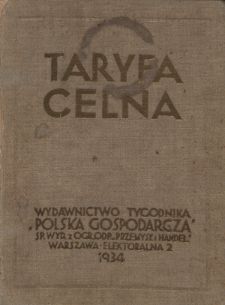 TARYFA
CELNA
WYDAWNICTWO TYGODNIKA
„POLSKA GOSPODARCZA"
SP. WYD. Z OGR. ODP. „PRZEMYSŁ I HANDEL"
WARSZAWA · ELEKTORALNA 2
1934